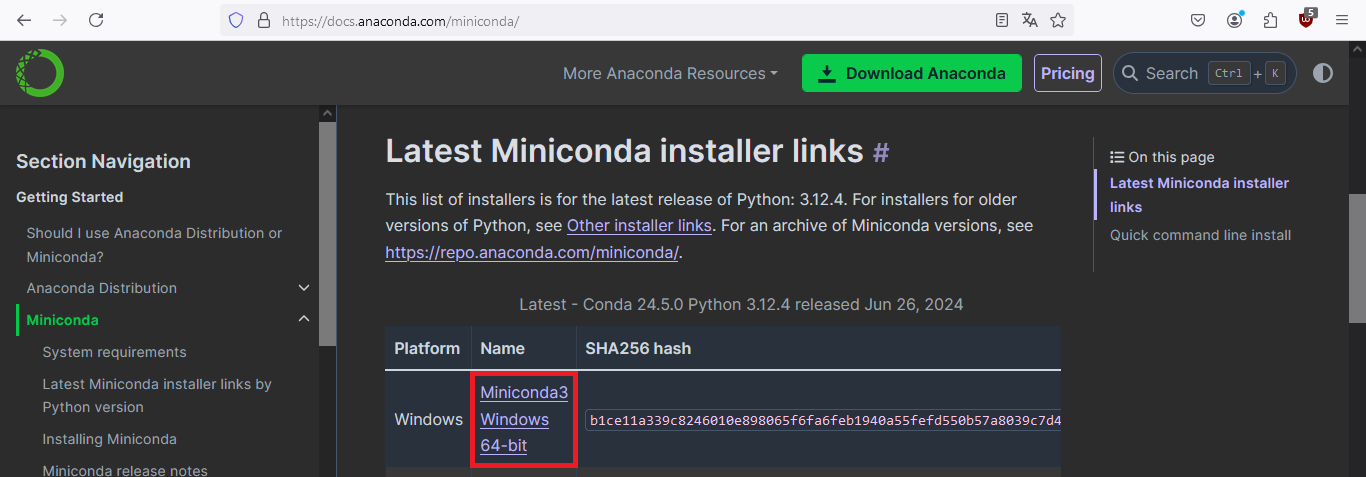 https://docs.anaconda.com/miniconda/
5
More Anaconda Resources
Download Anaconda
Pricing
Search Ctrl + K
Section Navigation
Getting Started
Should I use Anaconda Distribution or
Miniconda?
Anaconda Distribution
Miniconda
System requirements
Latest Miniconda installer links by
Python version
Installing Miniconda
Miniconda release notes
Latest Miniconda installer links #
This list of installers is for the latest release of Python: 3.12.4. For installers for older
versions of Python, see Other installer links. For an archive of Miniconda versions, see
https://repo.anaconda.com/miniconda/.
Latest - Conda 24.5.0 Python 3.12.4 released Jun 26, 2024
Platform Name SHA256 hash
Windows
Miniconda3
Windows
64-bit
b1ce11a339c8246010e898065f6fa6feb1940a55fefd550b57a8039c7d4
On this page
Latest Miniconda installer
links
Quick command line install